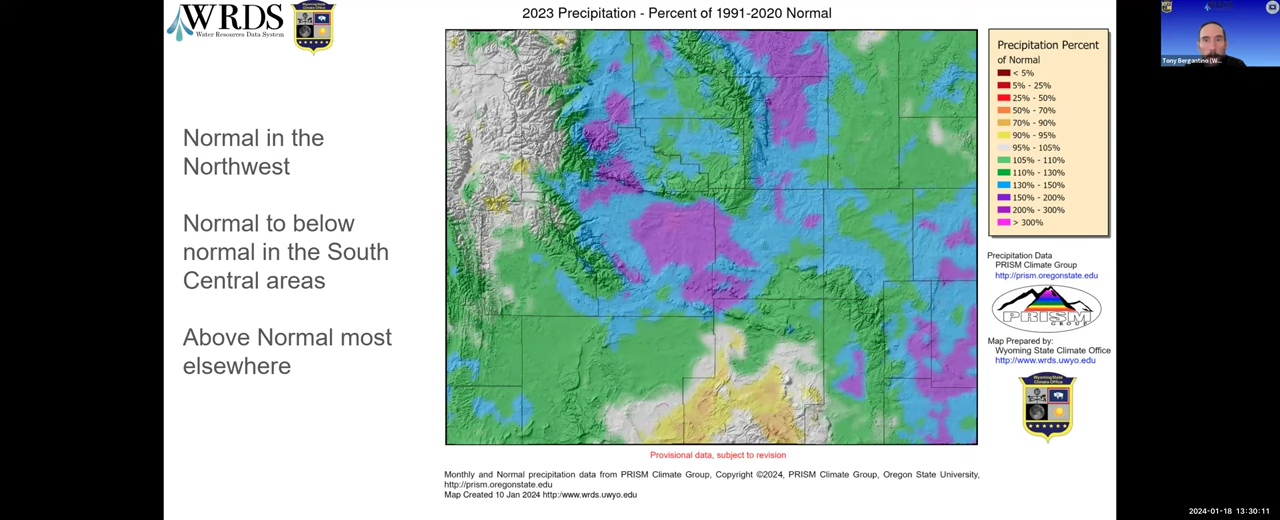 WRDS
Water Resources Data System
2023 Precipitation - Percent of 1991-2020 Normal
Tony Bergantino (W...
Normal in the
Northwest
Normal to below
normal in the South
Central areas
Above Normal most
elsewhere
Precipitation Percent
of Normal
< 5%
5% - 25%
25% - 50%
50% - 70%
70% - 90%
90% - 95%
95% - 105%
105% - 110%
110% - 130%
130% - 150%
150% - 200%
200% - 300%
> 300%
Precipitation Data
PRISM Climate Group
http://prism.oregonstate.edu
PRISM
GROUP
Map Prepared by:
Wyoming State Climate Office
http://www.wrds.uwyo.edu
Wyoming State
Climate Office
Provisional data, subject to revision
Monthly and Normal precipitation data from PRISM Climate Group, Copyright ©2024, PRISM Climate Group, Oregon State University,
http://prism.oregonstate.edu
Map Created 10 Jan 2024 http:/www.wrds.uwyo.edu
2024-01-18 13:30:11